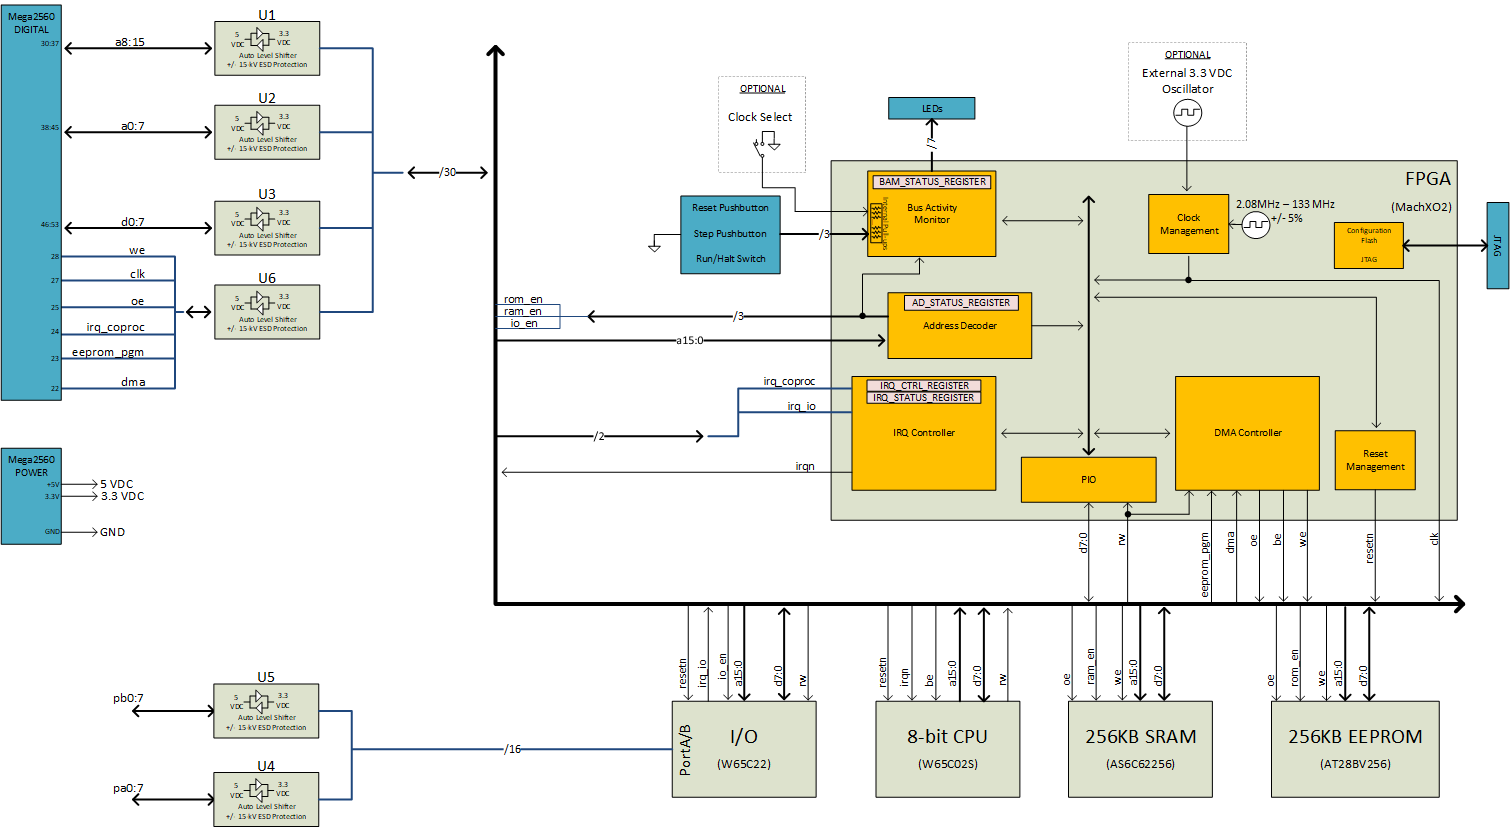 Mega2560
DIGITAL
30:37
a8:15
U1
5
VDC
3.3
VDC
Auto Level Shifter
+/- 15 kV ESD Protection
38:45
a0:7
U2
5
VDC
3.3
VDC
Auto Level Shifter
+/- 15 kV ESD Protection
46:53
d0:7
U3
5
VDC
3.3
VDC
Auto Level Shifter
+/- 15 kV ESD Protection
28
we
27
clk
25
oe
24
irq_coproc
23
eeprom_pgm
22
dma
U6
5
VDC
3.3
VDC
Auto Level Shifter
+/- 15 kV ESD Protection
/30
Mega2560
POWER
+5V
5 VDC
3.3V
3.3 VDC
GND
GND
OPTIONAL
Clock Select
LEDs
/7
OPTIONAL
External 3.3 VDC
Oscillator
FPGA
(MachXO2)
BAM_STATUS_REGISTER
Bus Activity
Monitor
Internal Pull-ups
Reset Pushbutton
Step Pushbutton
Run/Halt Switch
/3
Clock
Management
2.08MHz – 133 MHz
+/- 5%
Configuration
Flash
JTAG
JTAG
rom_en
ram_en
io_en
/3
a15:0
AD_STATUS_REGISTER
Address Decoder
irq_coproc
irq_io
/2
irqn
IRQ_CTRL_REGISTER
IRQ_STATUS_REGISTER
IRQ Controller
DMA Controller
PIO
Reset
Management
d7:0
rw
eeprom_pgm
dma
oe
be
we
resetn
clk
resetn
irq_io
io_en
a15:0
d7:0
rw
resetn
irqn
be
a15:0
d7:0
rw
oe
ram_en
we
a15:0
d7:0
oe
rom_en
we
a15:0
d7:0
PortA/B
I/O
(W65C22)
8-bit CPU
(W65C02S)
256KB SRAM
(AS6C62256)
256KB EEPROM
(AT28BV256)
/16
pb0:7
U5
5
VDC
3.3
VDC
Auto Level Shifter
+/- 15 kV ESD Protection
pa0:7
U4
5
VDC
3.3
VDC
Auto Level Shifter
+/- 15 kV ESD Protection